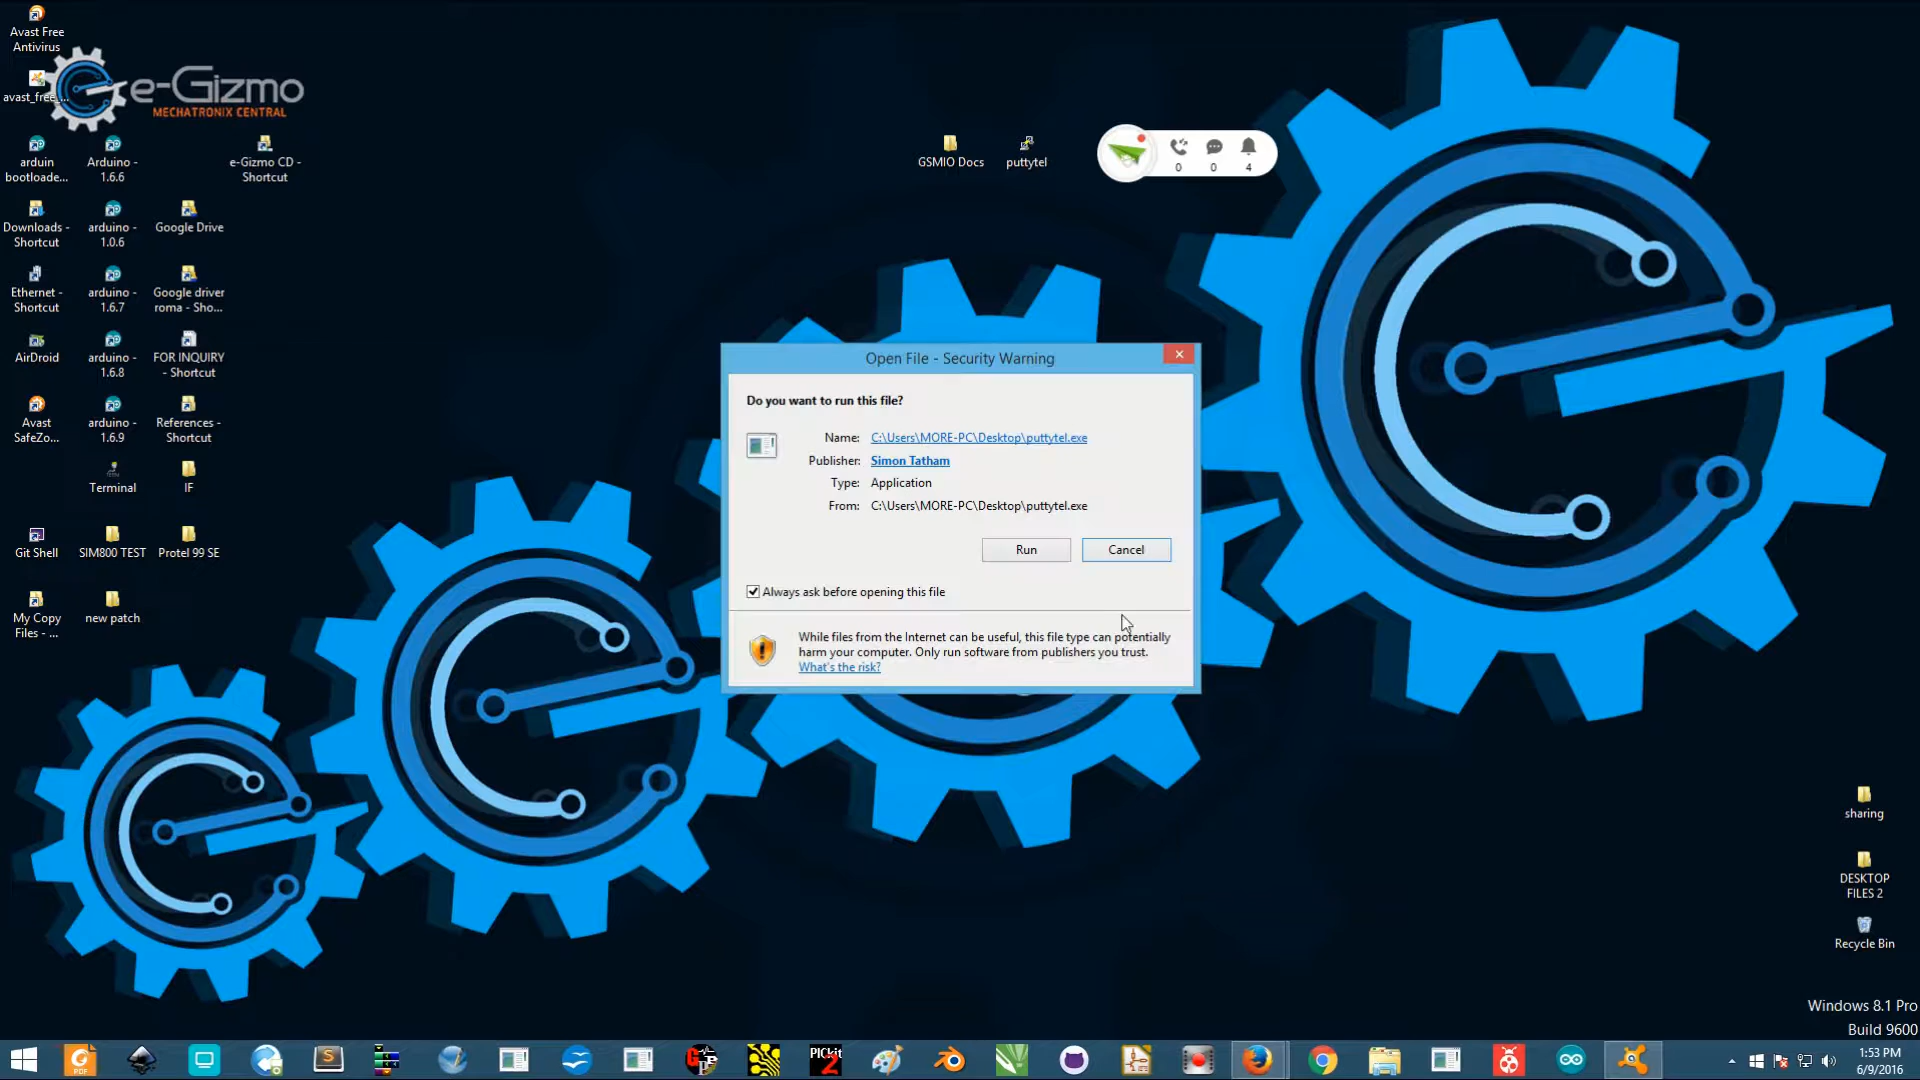 Avast Free
Antivirus
avast_free_...
e-Gizmo
MECHATRONIX CENTRAL
arduin
bootloade...
Arduino -
1.6.6
e-Gizmo CD -
Shortcut
GSMIO Docs
puttytel
0
0
4
Downloads -
Shortcut
arduino -
1.0.6
Google Drive
Ethernet -
Shortcut
arduino -
1.6.7
Google driver
roma - Sho...
AirDroid
arduino -
1.6.8
FOR INQUIRY
- Shortcut
Avast
SafeZo...
arduino -
1.6.9
References -
Shortcut
Terminal
IF
Git Shell
SIM800 TEST
Protel 99 SE
My Copy
Files - ...
new patch
Open File - Security Warning
Do you want to run this file?
Name: C:\Users\MORE-PC\Desktop\puttytel.exe
Publisher: Simon Tatham
Type: Application
From: C:\Users\MORE-PC\Desktop\puttytel.exe
Run
Cancel
Always ask before opening this file
While files from the Internet can be useful, this file type can potentially
harm your computer. Only run software from publishers you trust.
What's the risk?
sharing
DESKTOP
FILES 2
Recycle Bin
Windows 8.1 Pro
Build 9600
PDF
S
PICkit
2
1:53 PM
6/9/2016